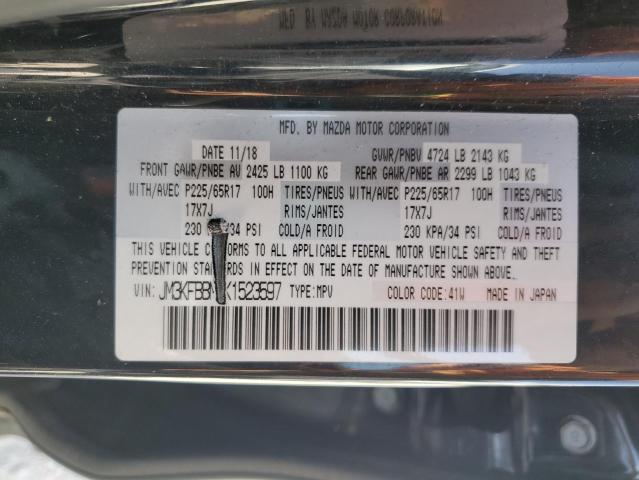 MFD. BY MAZDA MOTOR CORPORATION
DATE 11/18 GVWR/PNBV 4724 LB 2143 KG
FRONT GAWR/PNBE AV 2425 LB 1100 KG REAR GAWR/PNBE AR 2299 LB 1043 KG
WITH/AVEC P225/65R17 100H TIRES/PNEUS WITH/AVEC P225/65R17 100H TIRES/PNEUS
17X7J RIMS/JANTES 17X7J RIMS/JANTES
230 /34 PSI COLD/A FROID 230 KPA/34 PSI COLD/A FROID
THIS VEHICLE CONFORMS TO ALL APPLICABLE FEDERAL MOTOR VEHICLE SAFETY AND THEFT
PREVENTION STANDARDS IN EFFECT ON THE DATE OF MANUFACTURE SHOWN ABOVE.
VIN: TYPE: MPV COLOR CODE: 41W MADE IN JAPAN